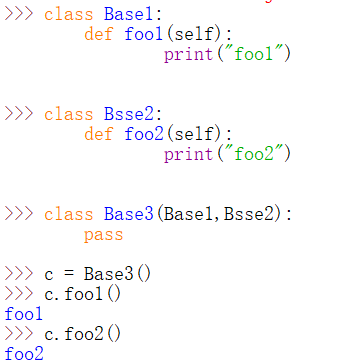 >>> class Base1:
        def foo1(self):
                print("foo1")
>>> class Bsse2:
        def foo2(self):
                print("foo2")
>>> class Base3(Base1,Bsse2):
        pass
>>> c = Base3()
>>> c.foo1()
foo1
>>> c.foo2()
foo2